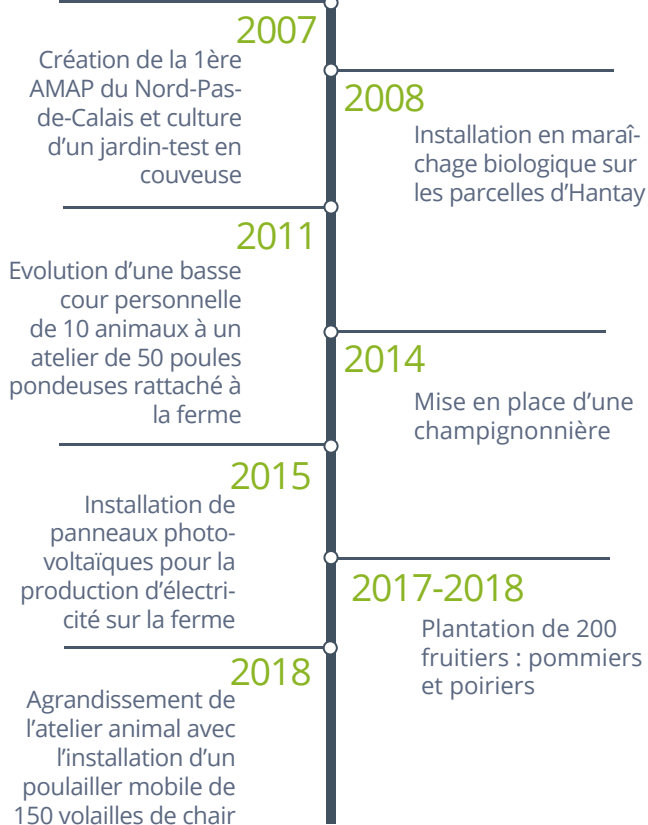 2007
Création de la 1ère
AMAP du Nord-Pas-
de-Calais et culture
d'un jardin-test en
couveuse
2008
Installation en maraî-
chage biologique sur
les parcelles d'Hantay
2011
Evolution d'une basse
cour personnelle
de 10 animaux à un
atelier de 50 poules
pondeuses rattaché à
la ferme
2014
Mise en place d'une
champignonnière
2015
Installation de
panneaux photo-
voltaïques pour la
production d'électri-
cité sur la ferme
2017-2018
Plantation de 200
fruitiers : pommiers
et poiriers
2018
Agrandissement de
l'atelier animal avec
l'installation d'un
poulailler mobile de
150 volailles de chair